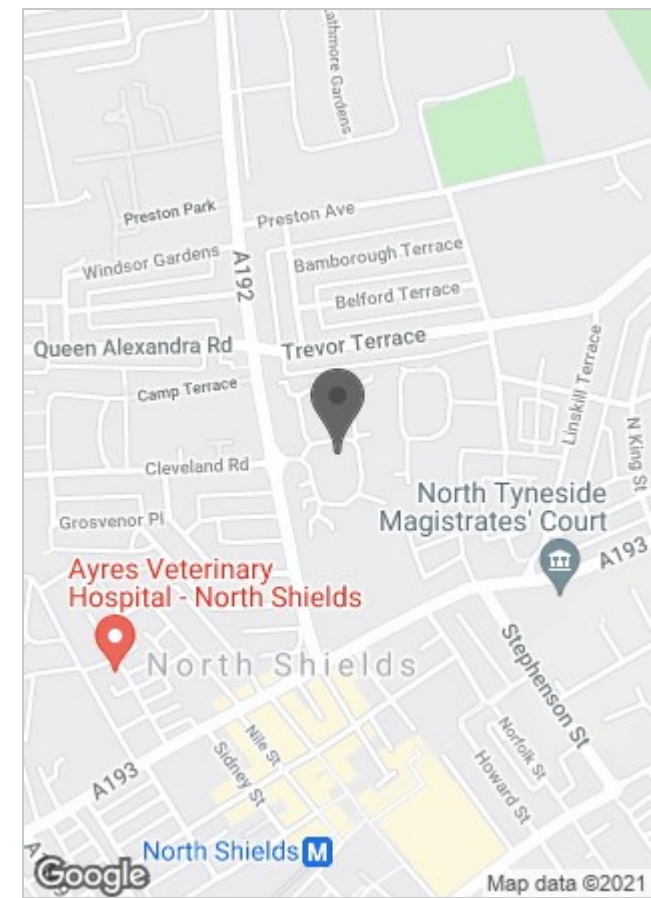 Rathmore Gardens
Preston Park
Preston Ave
Windsor Gardens
Bamborough Terrace
A192
Belford Terrace
Queen Alexandra Rd
Trevor Terrace
Camp Terrace
Linskill Terrace
N King St
Cleveland Rd
North Tyneside
Magistrates' Court
Grosvenor Pl
A193
Ayres Veterinary
Hospital - North Shields
North Shields
Stephenson St
Nile St
Sidney St
Norfolk St
Howard St
A193
North Shields M
Google
Map data ©2021